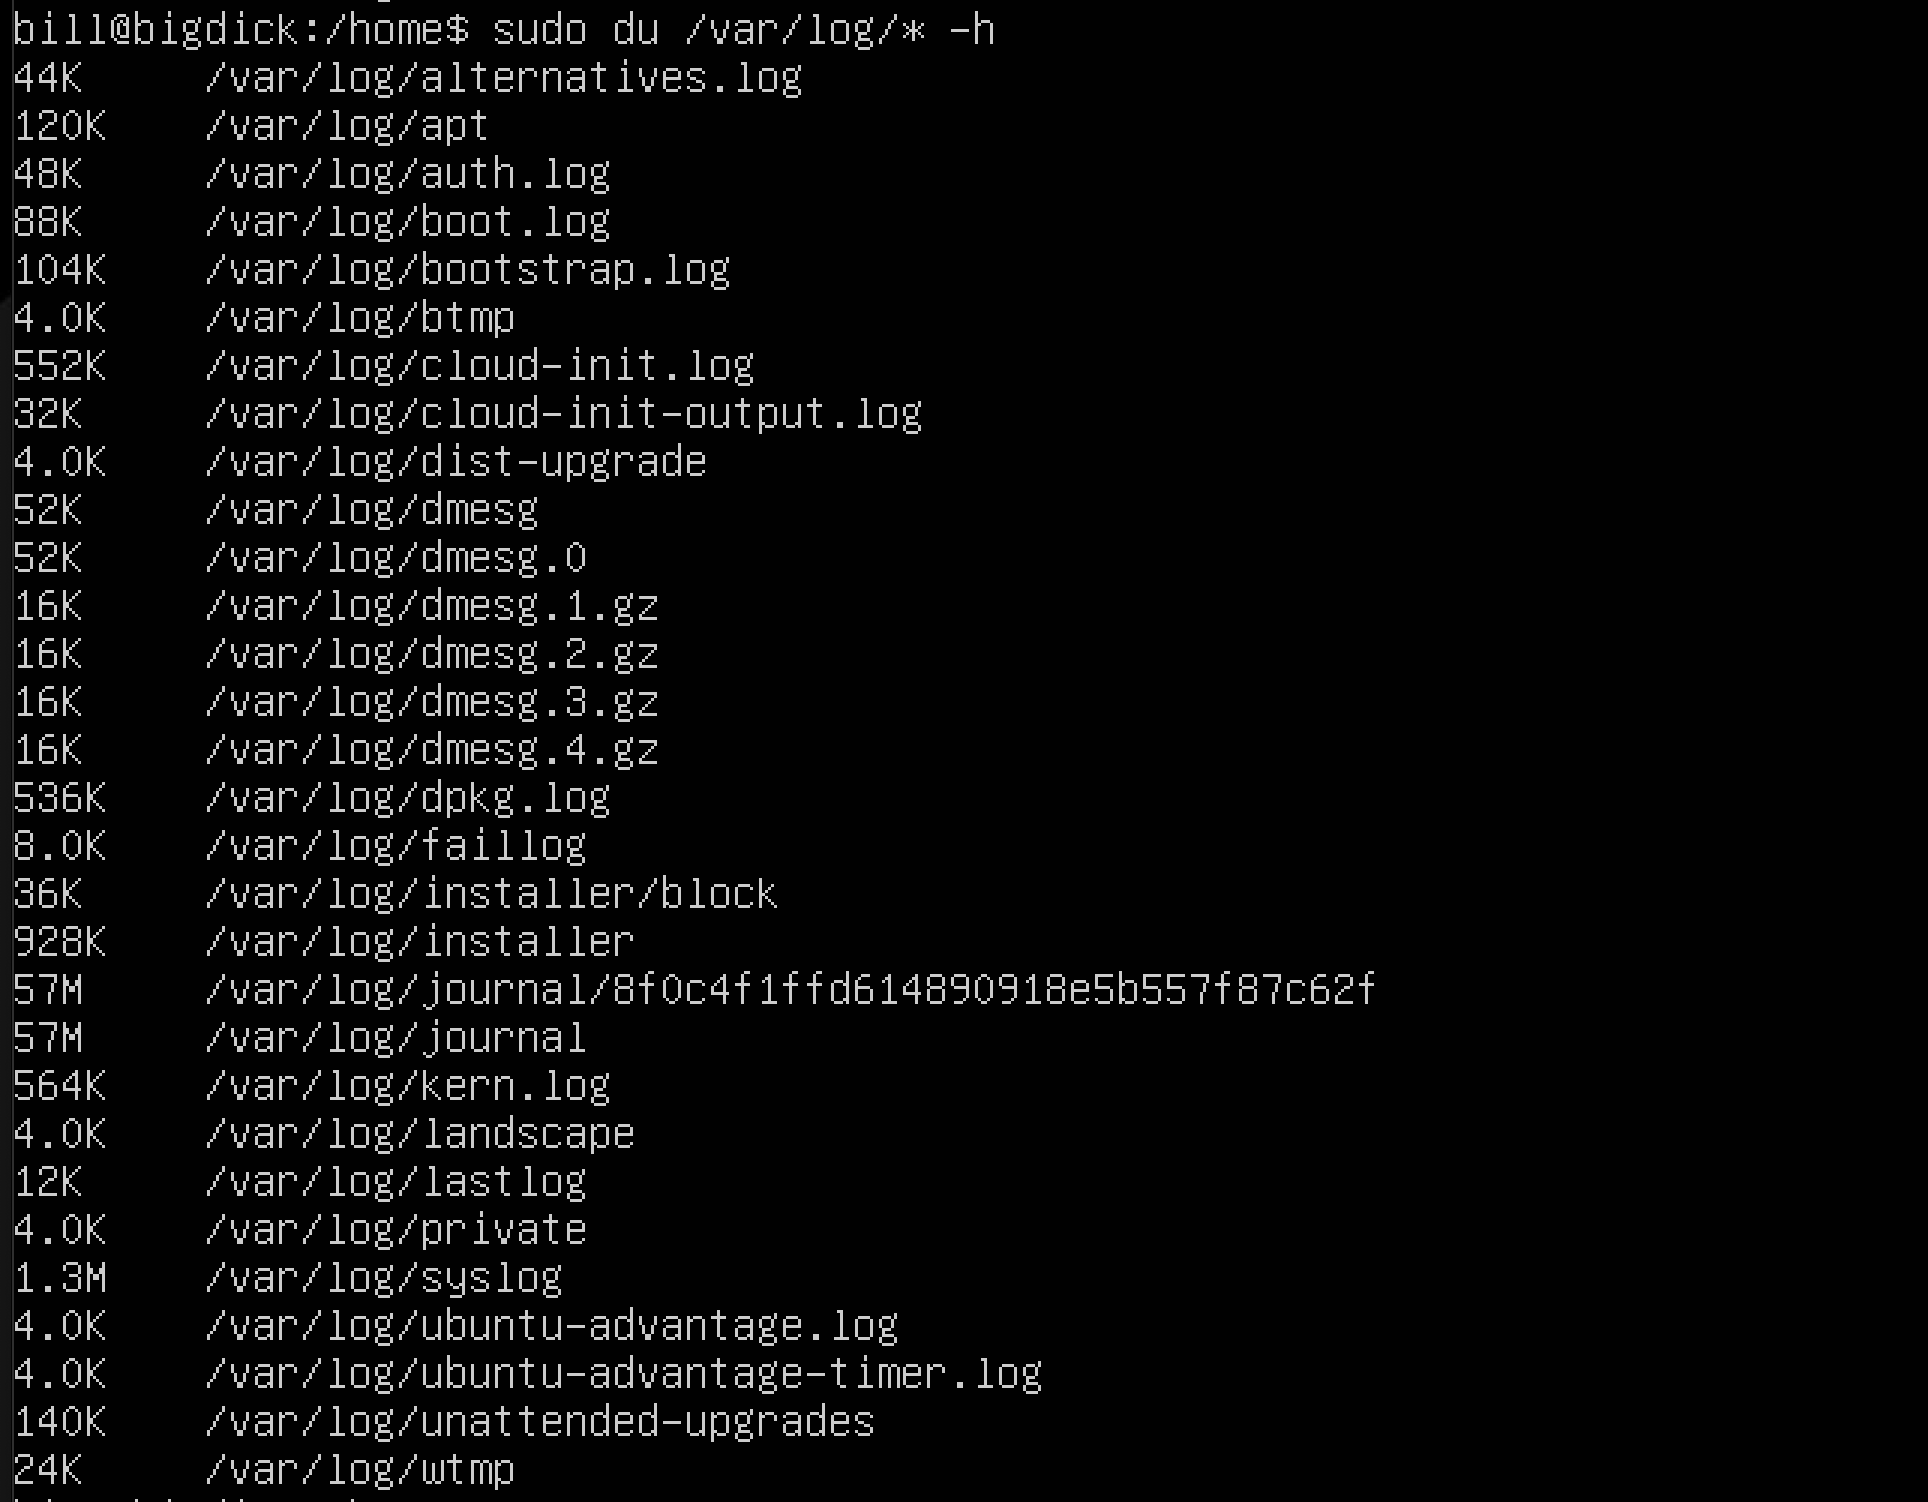 bill@bigdick:/home$ sudo du /var/log/* -h
44K /var/log/alternatives.log
120K /var/log/apt
48K /var/log/auth.log
88K /var/log/boot.log
104K /var/log/bootstrap.log
4.0K /var/log/btmp
552K /var/log/cloud-init.log
32K /var/log/cloud-init-output.log
4.0K /var/log/dist-upgrade
52K /var/log/dmesg
52K /var/log/dmesg.0
16K /var/log/dmesg.1.gz
16K /var/log/dmesg.2.gz
16K /var/log/dmesg.3.gz
16K /var/log/dmesg.4.gz
536K /var/log/dpkg.log
8.0K /var/log/faillog
36K /var/log/installer/block
928K /var/log/installer
57M /var/log/journal/8f0c4f1ffd614890918e5b557f87c62f
57M /var/log/journal
564K /var/log/kern.log
4.0K /var/log/landscape
12K /var/log/lastlog
4.0K /var/log/private
1.3M /var/log/syslog
4.0K /var/log/ubuntu-advantage.log
4.0K /var/log/ubuntu-advantage-timer.log
140K /var/log/unattended-upgrades
24K /var/log/wtmp